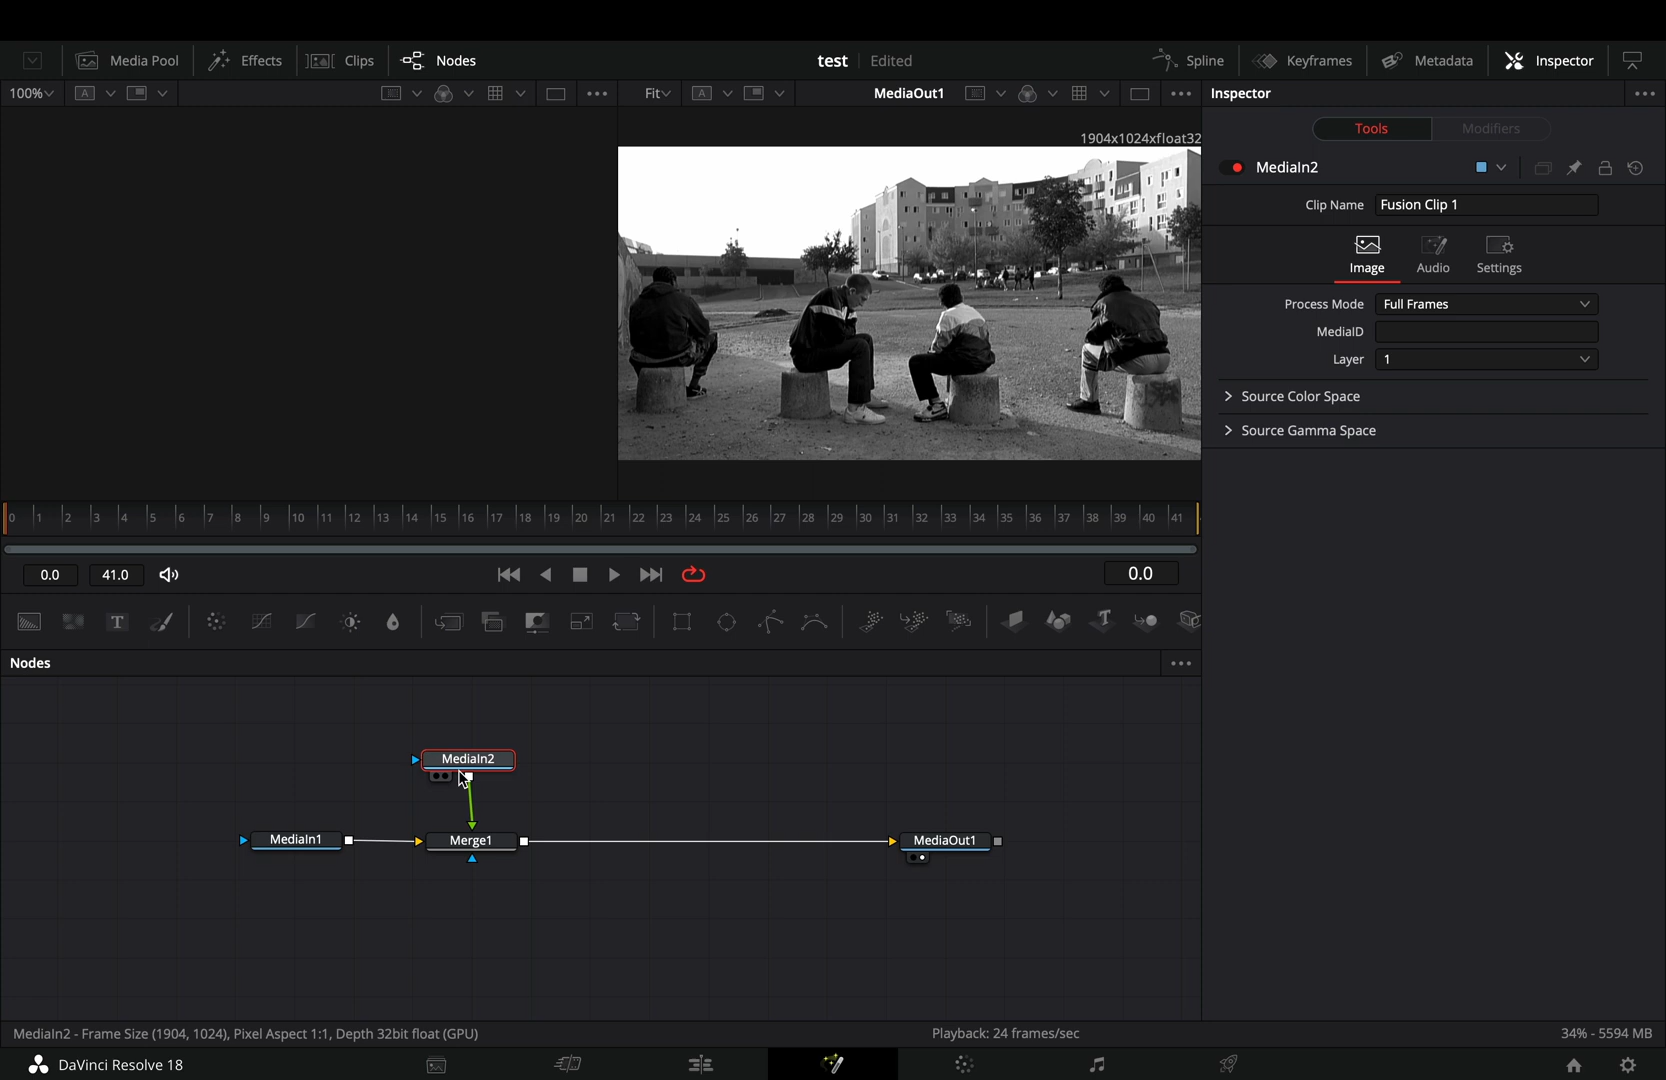 Media Pool
Effects
Clips
Nodes
test
Edited
Spline
Keyframes
Metadata
Inspector
100%
A
Fit
A
MediaOut1
Inspector
1904x1024xfloat32
Tools
Modifiers
MediaIn2
Clip Name
Fusion Clip 1
Image
Audio
Settings
Process Mode
Full Frames
MediaID
Layer
1
Source Color Space
Source Gamma Space
0 1 2 3 4 5 6 7 8 9 10 11 12 13 14 15 16 17 18 19 20 21 22 23 24 25 26 27 28 29 30 31 32 33 34 35 36 37 38 39 40 41
0.0
41.0
0.0
T
T
Nodes
MediaIn2
MediaIn1
Merge1
MediaOut1
MediaIn2 - Frame Size (1904, 1024), Pixel Aspect 1:1, Depth 32bit float (GPU)
Playback: 24 frames/sec
34% - 5594 MB
DaVinci Resolve 18